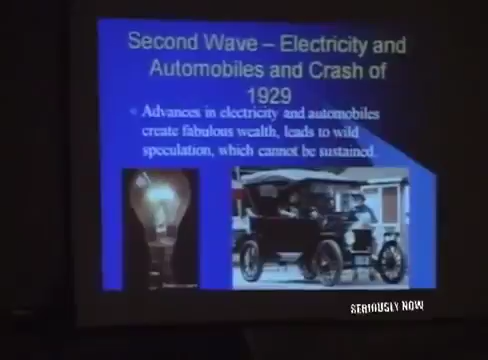 Second Wave – Electricity and
Automobiles and Crash of
1929
Advances in electricity and automobiles
create fabulous wealth, leads to wild
speculation, which cannot be sustained.
SERIOUSLY NOW